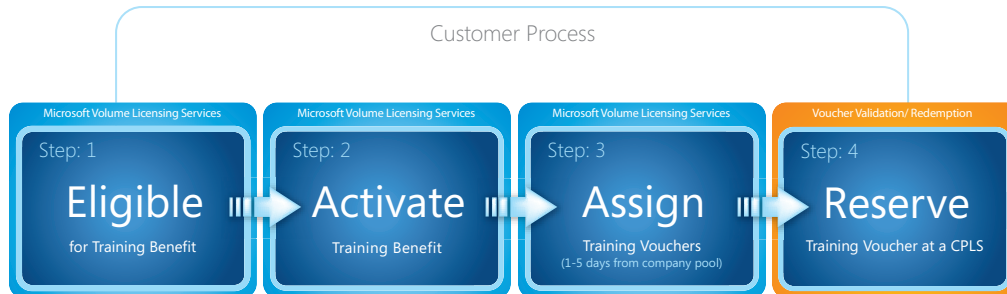 Customer Process
Microsoft Volume Licensing Services
Step: 1
Eligible
for Training Benefit
Microsoft Volume Licensing Services
Step: 2
Activate
Training Benefit
Microsoft Volume Licensing Services
Step: 3
Assign
Training Vouchers
(1-5 days from company pool)
Voucher Validation/ Redemption
Step: 4
Reserve
Training Voucher at a CPLS